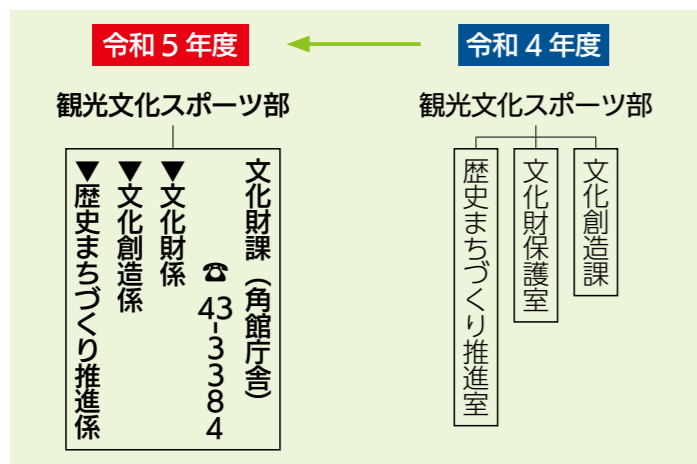 令和5年度
令和4年度
観光文化スポーツ部
文化財課（角館庁舎）
☎43-3384
▼文化財係
▼文化創造係
▼歴史まちづくり推進係
観光文化スポーツ部
文化創造課
文化財保護室
歴史まちづくり推進室